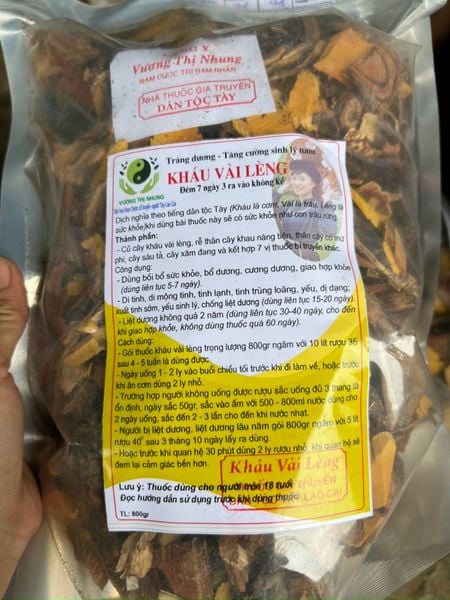 Vương Thị Nhung
NAM DƯỢC TRỊ NAM NHÂN
NHÀ THUỐC GIA TRUYỀN
DÂN TỘC TÀY
Tráng dương - Tăng cường sinh lý nam
KHÁU VÀI LÈNG
Đêm 7 ngày 3 ra vào không kể
VƯƠNG THỊ NHUNG
Dịch nghĩa theo tiếng dân tộc Tày (Kháu là cơm, Vài là trâu, Lèng là
sức khỏe) khi dùng bài thuốc này sẽ có sức khỏe như con trâu rừng.
Thành phần:
- Củ cây kháu vài lèng, rễ thân cây khau nàng tiên, thân cây cơ mư
phi, cây sâu tả, cây xăm đang và kết hợp 7 vị thuốc bí truyền khác.
Công dụng:
- Dùng bồi bổ sức khỏe, bổ dương, cương dương, giao hợp khỏe
(dùng liên tục 5-7 ngày).
- Di tinh, di mộng tinh, tinh lạnh, tinh trùng loãng, yếu, dị dạng,
xuất tinh sớm, yếu sinh lý, chống liệt dương (dùng liên tục 15-20 ngày).
- Liệt dương không quá 2 năm (dùng liên tục 30-40 ngày, cho đến
khi giao hợp khỏe, không dùng thuốc quá 60 ngày).
Cách dùng:
- Gói thuốc kháu vài lèng trọng lượng 800gr ngâm với 10 lít rượu 35
sau 4 - 5 tuần là dùng được.
- Ngày uống 1 - 2 ly vào buổi chiều tối trước khi đi làm về, hoặc trước
khi ăn cơm dùng 2 ly nhỏ.
- Trường hợp người không uống được rượu sắc uống đủ 3 tháng là
ổn định, ngày sắc 50gr, sắc vào ấm với 500 - 800ml nước dùng cho
2 ngày uống, sắc đến 2 - 3 lần cho đến khi nước nhạt.
- Người bị liệt dương, liệt dương lâu năm gói 800gr ngâm với 5 lít
rượu 40° sau 3 tháng 10 ngày lấy ra dùng.
- Hoặc trước khi quan hệ 30 phút dùng 2 ly rượu nhỏ, khi quan hệ sẽ
đem lại cảm giác bền hơn.
Kháu Vài Lèng
Lưu ý: Thuốc dùng cho người trên 18 tuổi
TRUYỀN
Đọc hướng dẫn sử dụng trước khi dùng thuốc
LÀO CAI
TL: 800gr